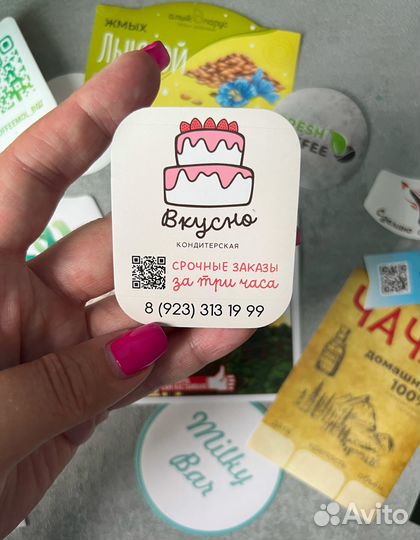 ЖМЫХ
ЛЬНЯНОЙ
FRESH
COFFEE
Вкусно
КОНДИТЕРСКАЯ
СРОЧНЫЕ ЗАКАЗЫ
за три часа
8 (923) 313 19 99
ЧАЧ
домашн
100%
Milky
Bar
Avito